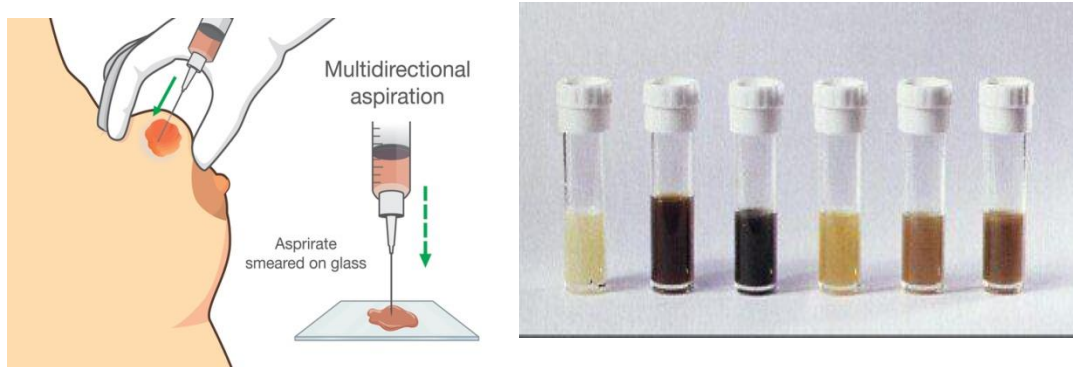 Multidirectional
aspiration
Asprirate
smeared on glass